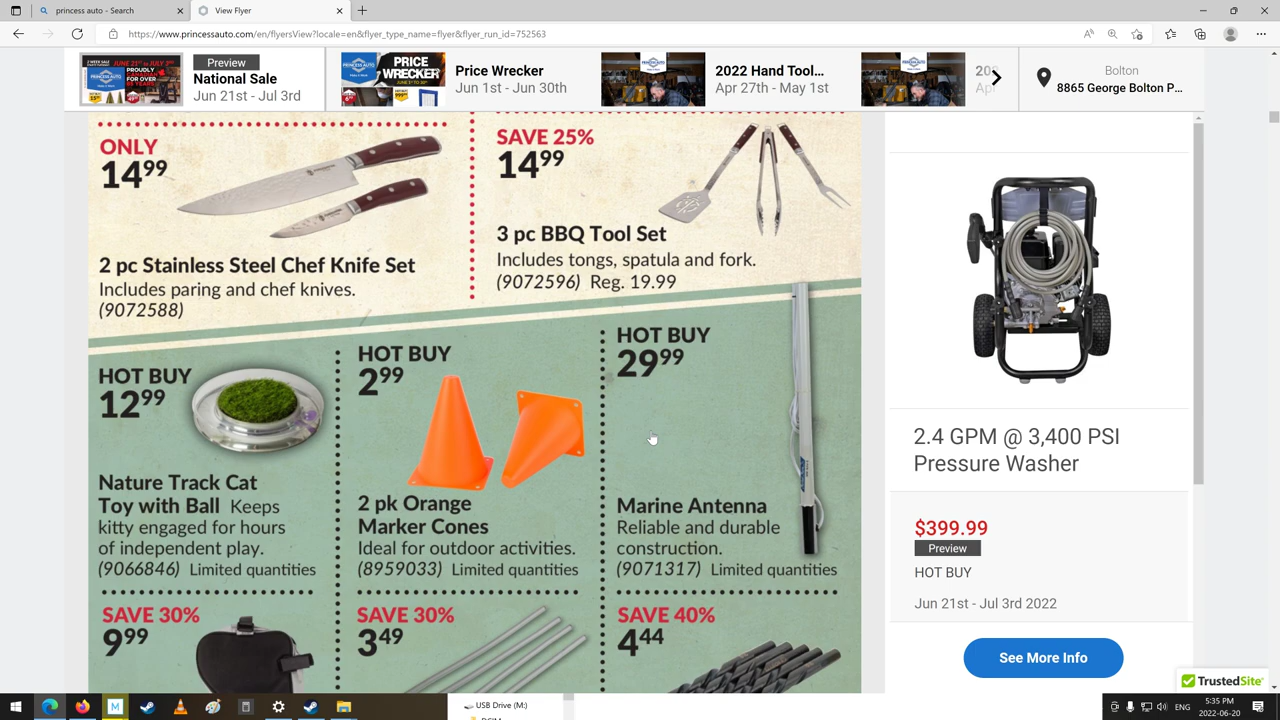 princess auto - Search
View Flyer
https://www.princessauto.com/en/flyersView?locale=en&flyer_type_name=flyer&flyer_run_id=752563
Preview
National Sale
Jun 21st - Jul 3rd
PRICE
WRECKER
Price Wrecker
Jun 1st - Jun 30th
2022 Hand Tool...
Apr 27th - May 1st
Bolton
8865 George Bolton P...
ONLY
14 99
2 pc Stainless Steel Chef Knife Set
Includes paring and chef knives.
(9072588)
SAVE 25%
14 99
3 pc BBQ Tool Set
Includes tongs, spatula and fork.
(9072596) Reg. 19.99
HOT BUY
12 99
Nature Track Cat
Toy with Ball Keeps
kitty engaged for hours
of independent play.
(9066846) Limited quantities
HOT BUY
2 99
2 pk Orange
Marker Cones
Ideal for outdoor activities.
(8959033) Limited quantities
HOT BUY
29 99
Marine Antenna
Reliable and durable
construction.
(9071317) Limited quantities
SAVE 30%
9 99
SAVE 30%
3 49
SAVE 40%
4 44
2.4 GPM @ 3,400 PSI
Pressure Washer
$399.99
Preview
HOT BUY
Jun 21st - Jul 3rd 2022
See More Info
TrustedSite
USB Drive (M:)
ENG
5:35 PM
2022-06-20